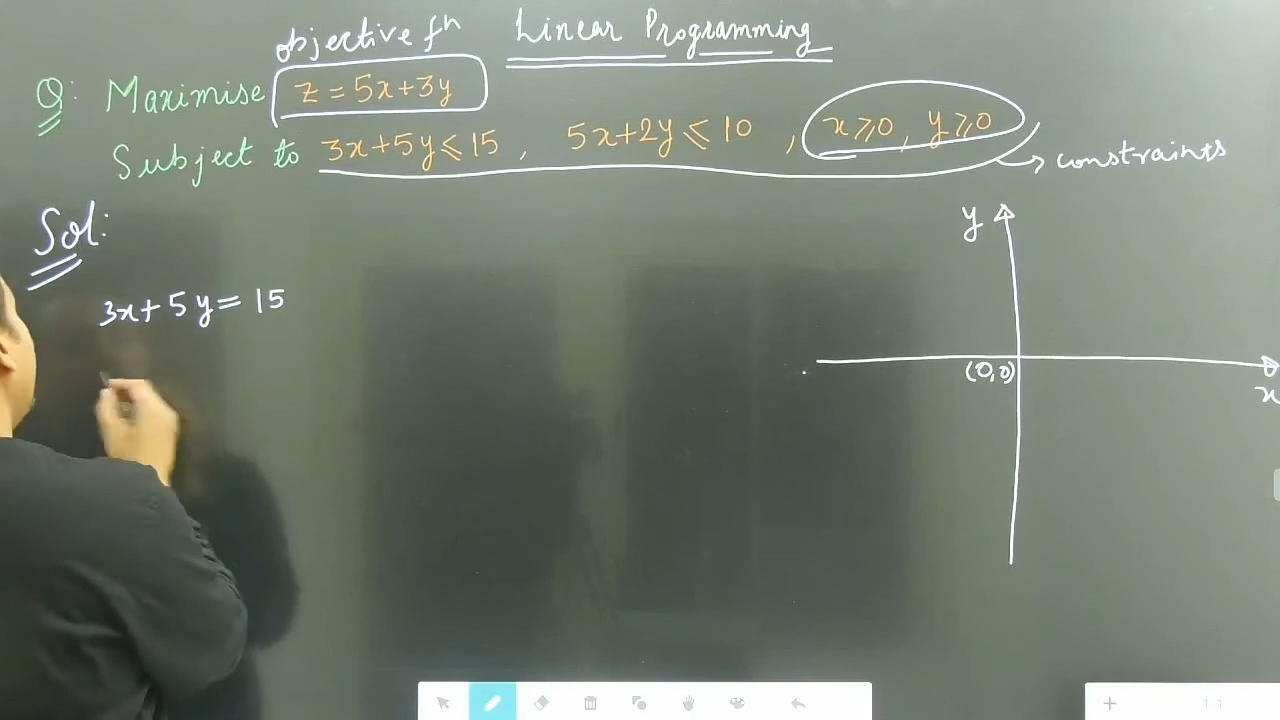 Linear Programming
objective fn
Q: Maximise z = 5x+3y
Subject to 3x+5y ≤ 15, 5x+2y ≤ 10, x ≥ 0, y ≥ 0
constraints
Sol:
3x+5y = 15
y
(0,0)
x